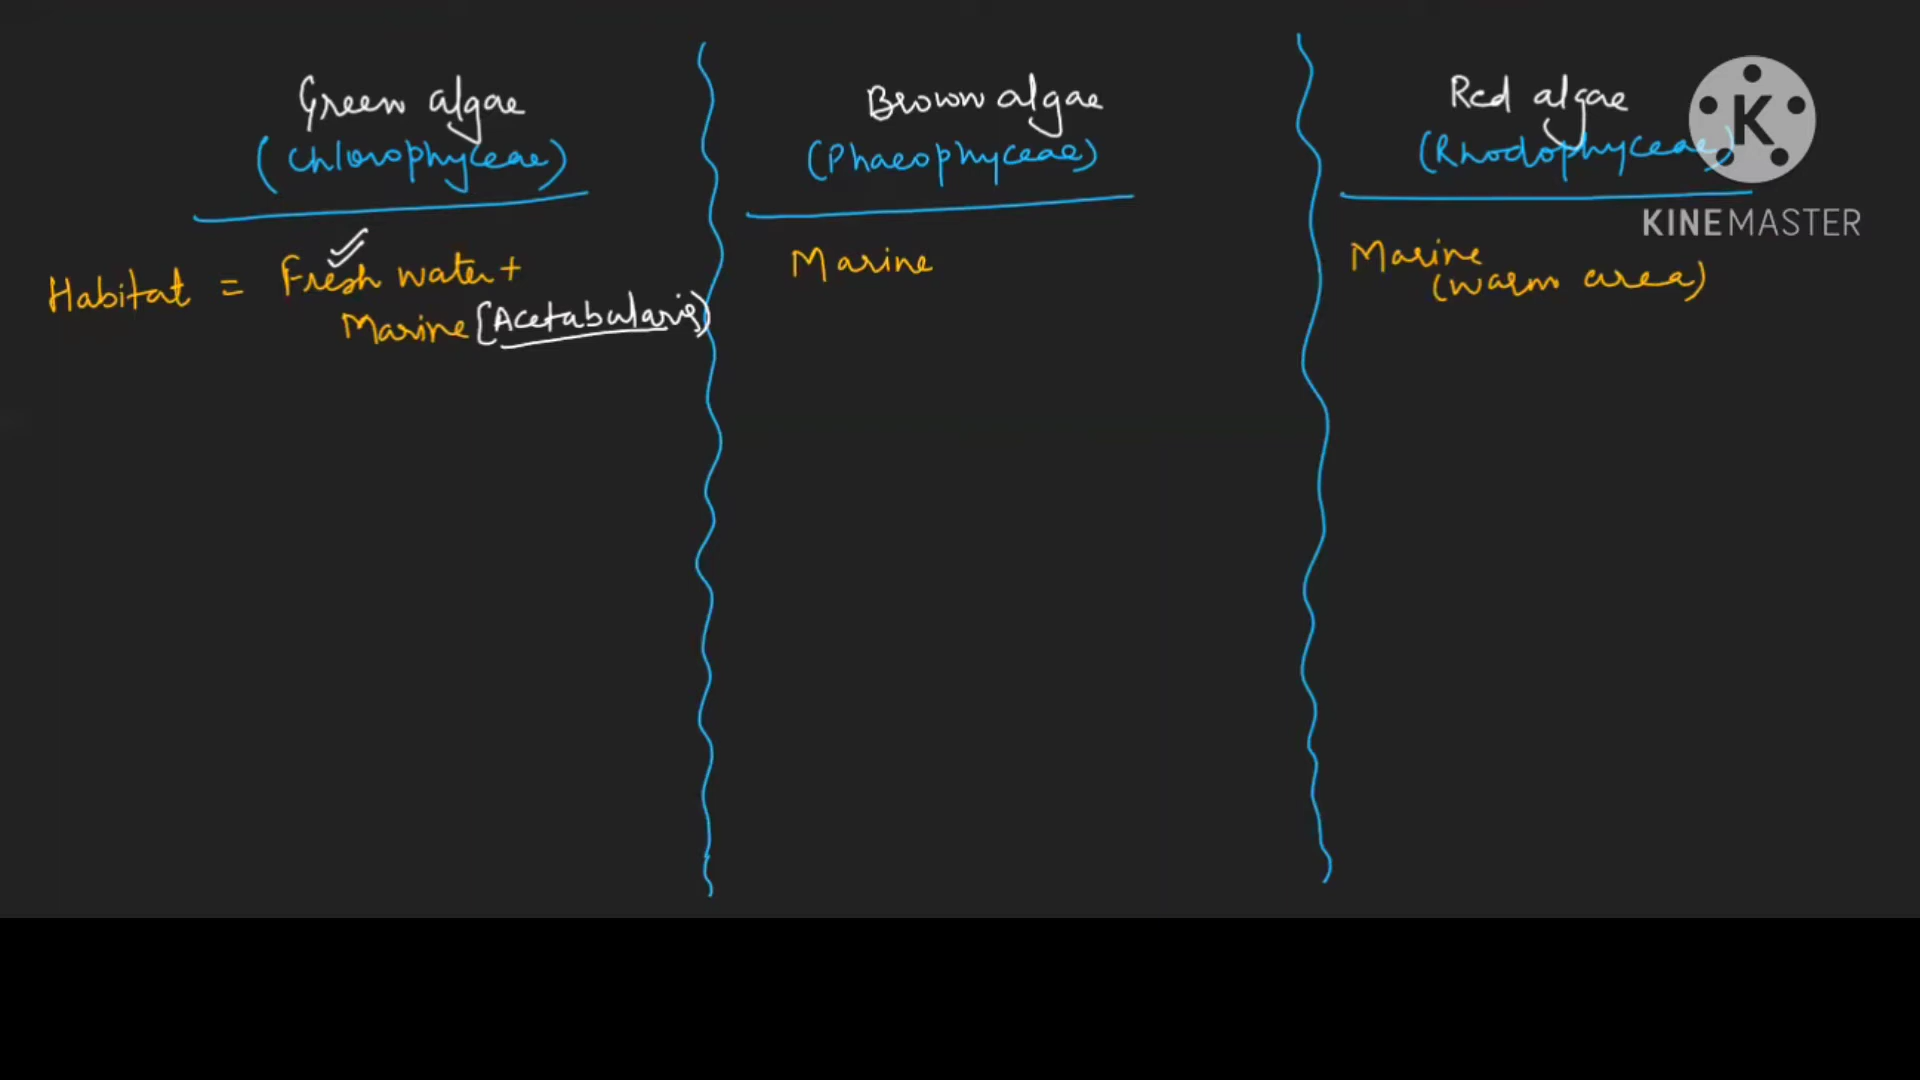 Green algae
(Chlorophyceae)
Habitat = Fresh water +
Marine [Acetabularia)
Brown algae
(Phaeophyceae)
Marine
Red algae
(Rhodophyceae)
Marine
(warm area)
K
KINEMASTER